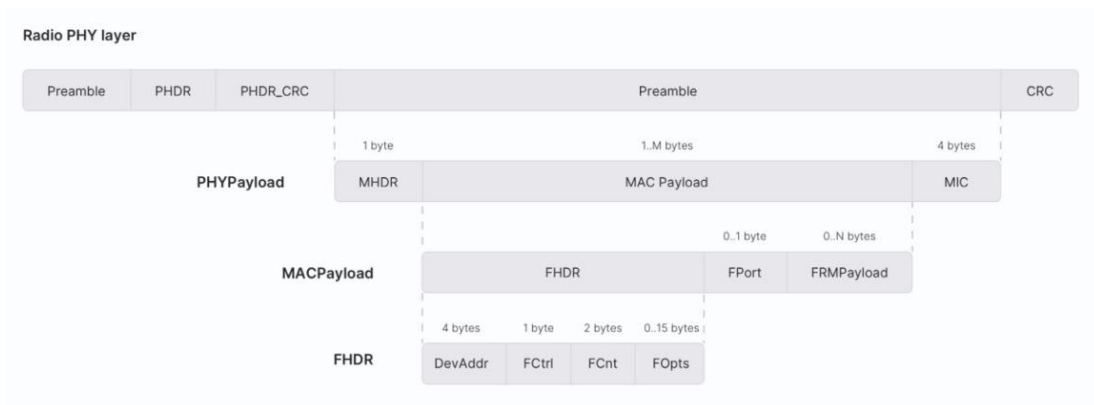 Radio PHY layer
Preamble PHDR PHDR_CRC Preamble CRC
1 byte 1..M bytes 4 bytes
PHYPayload MHDR MAC Payload MIC
0..1 byte 0..N bytes
MACPayload FHDR FPort FRMPayload
4 bytes 1 byte 2 bytes 0..15 bytes
FHDR DevAddr FCtrl FCnt FOpts